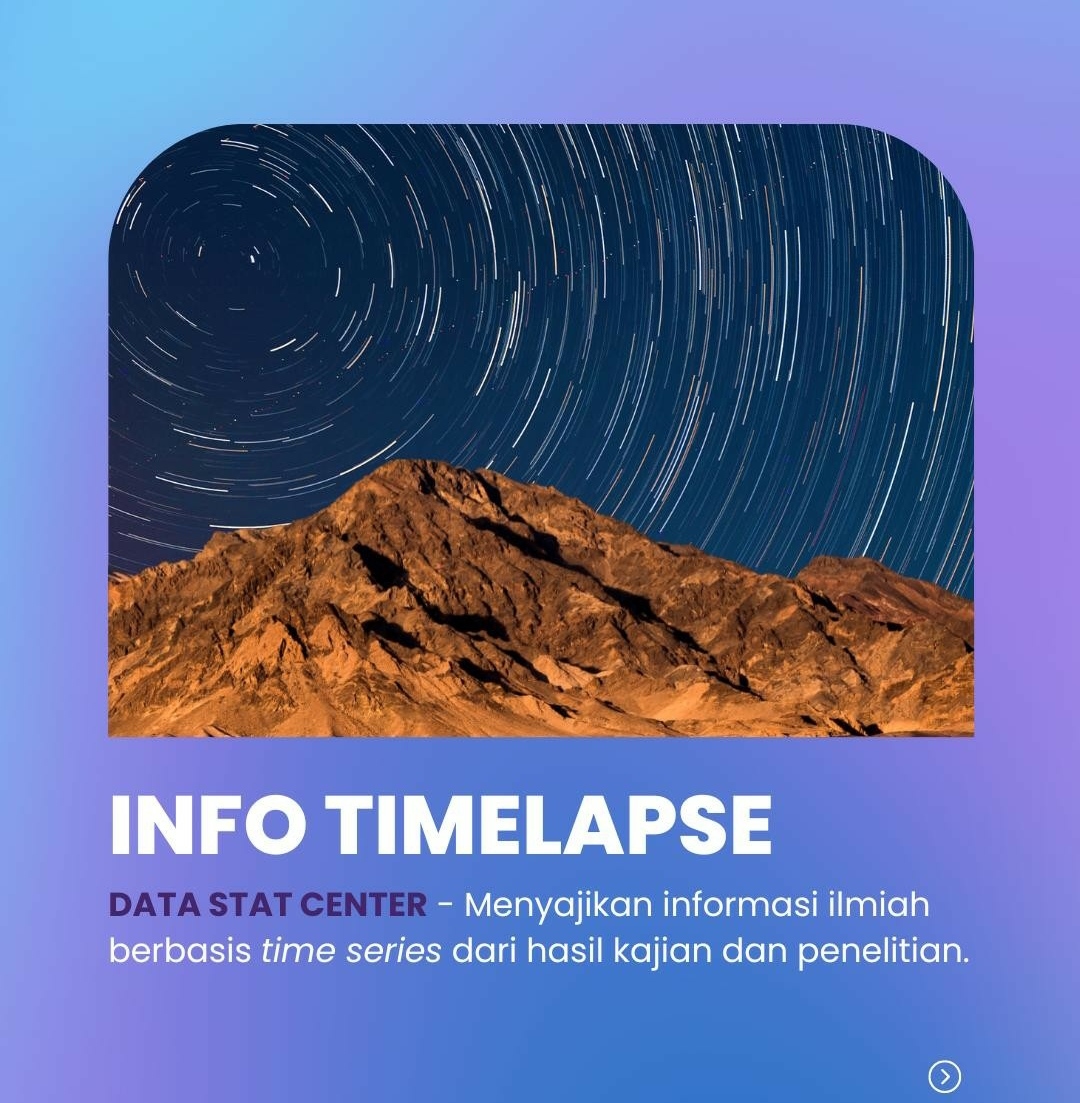 INFO TIMELAPSE
DATA STAT CENTER - Menyajikan informasi ilmiah
berbasis time series dari hasil kajian dan penelitian.